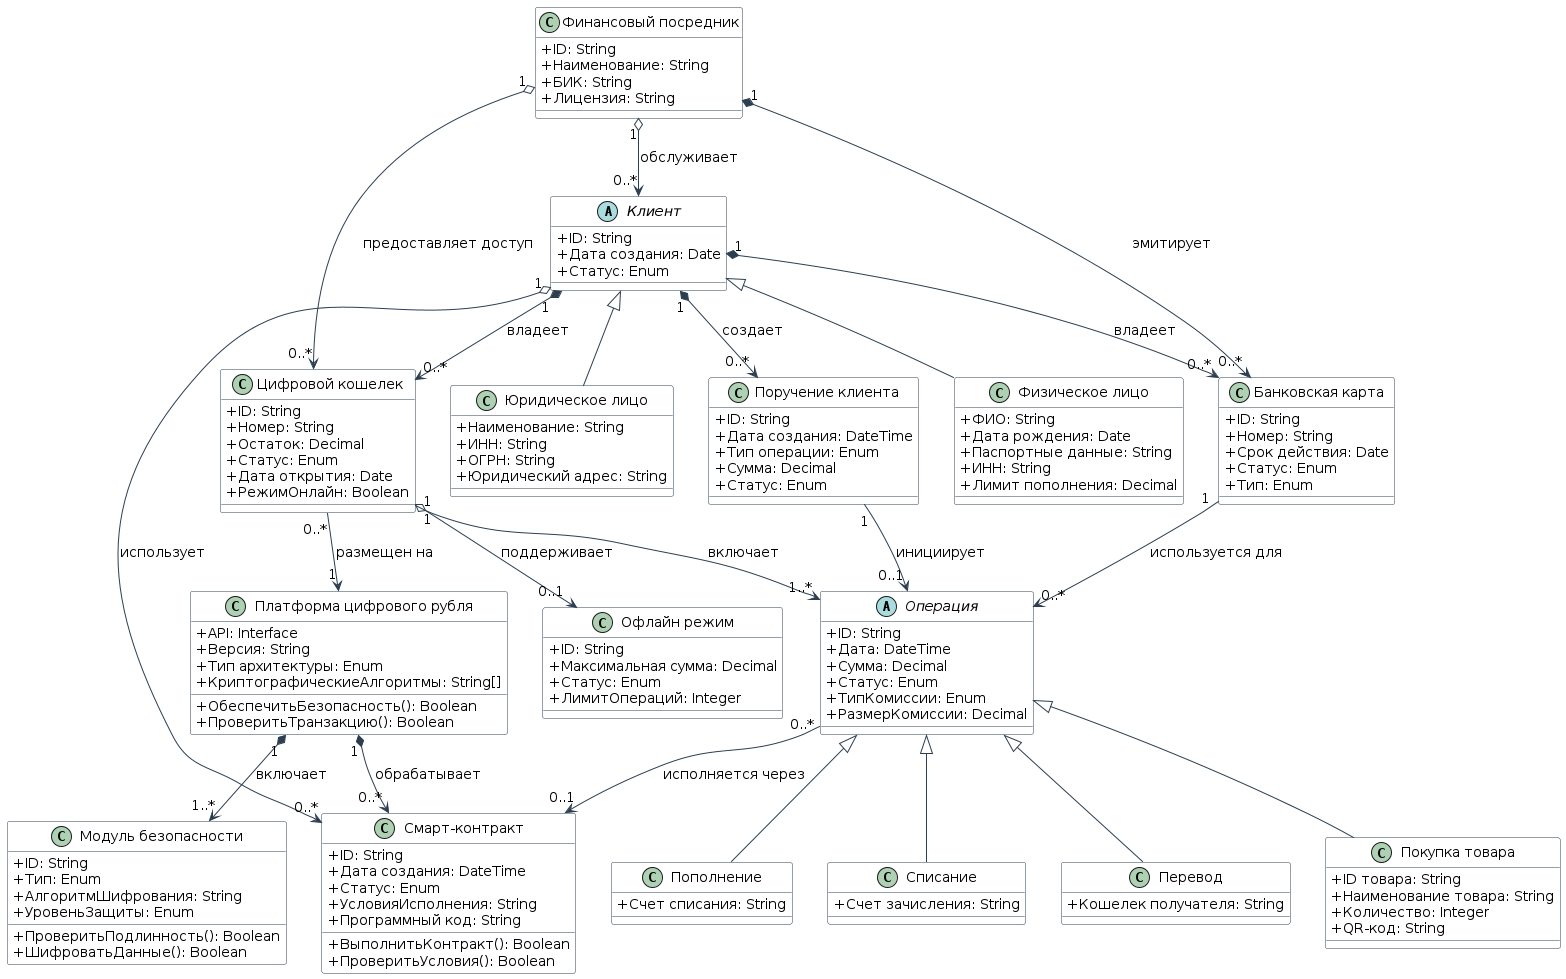 C Финансовый посредник
+ID: String
+Наименование: String
+БИК: String
+Лицензия: String
1
1
1
предоставляет доступ
обслуживает
эмитирует
0..*
0..*
0..*
A Клиент
+ID: String
+Дата создания: Date
+Статус: Enum
1
1
1
1
использует
владеет
создает
владеет
0..*
0..*
0..*
0..*
C Цифровой кошелек
+ID: String
+Номер: String
+Остаток: Decimal
+Статус: Enum
+Дата открытия: Date
+РежимОнлайн: Boolean
C Юридическое лицо
+Наименование: String
+ИНН: String
+ОГРН: String
+Юридический адрес: String
C Поручение клиента
+ID: String
+Дата создания: DateTime
+Тип операции: Enum
+Сумма: Decimal
+Статус: Enum
C Физическое лицо
+ФИО: String
+Дата рождения: Date
+Паспортные данные: String
+ИНН: String
+Лимит пополнения: Decimal
C Банковская карта
+ID: String
+Номер: String
+Срок действия: Date
+Статус: Enum
+Тип: Enum
0..*
1
1
1
1
размещен на
поддерживает
включает
инициирует
используется для
1
0..1
1..*
0..1
0..*
C Платформа цифрового рубля
+API: Interface
+Версия: String
+Тип архитектуры: Enum
+КриптографическиеАлгоритмы: String[]
+ОбеспечитьБезопасность(): Boolean
+ПроверитьТранзакцию(): Boolean
C Офлайн режим
+ID: String
+Максимальная сумма: Decimal
+Статус: Enum
+ЛимитОпераций: Integer
A Операция
+ID: String
+Дата: DateTime
+Сумма: Decimal
+Статус: Enum
+ТипКомиссии: Enum
+РазмерКомиссии: Decimal
1
1
0..*
включает
обрабатывает
исполняется через
1..*
0..*
0..1
C Модуль безопасности
+ID: String
+Тип: Enum
+АлгоритмШифрования: String
+УровеньЗащиты: Enum
+ПроверитьПодлинность(): Boolean
+ШифроватьДанные(): Boolean
C Смарт-контракт
+ID: String
+Дата создания: DateTime
+Статус: Enum
+УсловияИсполнения: String
+Программный код: String
+ВыполнитьКонтракт(): Boolean
+ПроверитьУсловия(): Boolean
C Пополнение
+Счет списания: String
C Списание
+Счет зачисления: String
C Перевод
+Кошелек получателя: String
C Покупка товара
+ID товара: String
+Наименование товара: String
+Количество: Integer
+QR-код: String